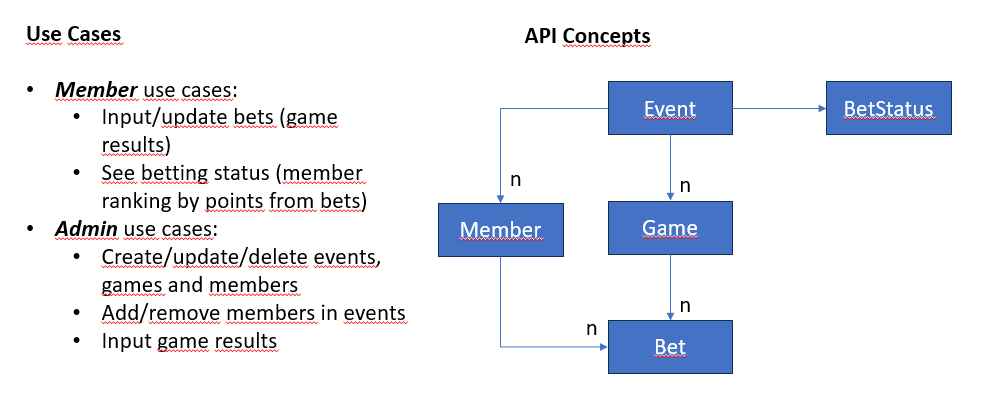 Use Cases
• Member use cases:
• Input/update bets (game
results)
• See betting status (member
ranking by points from bets)
• Admin use cases:
• Create/update/delete events,
games and members
• Add/remove members in events
• Input game results
API Concepts
Event
BetStatus
n
n
Member
Game
n
n
Bet